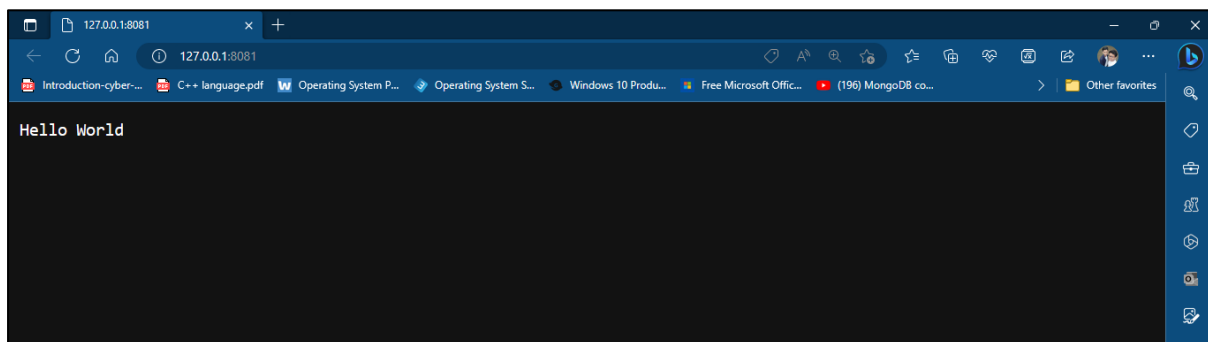 127.0.0.1:8081
127.0.0.1:8081
Introduction-cyber-... C++ language.pdf Operating System P... Operating System S... Windows 10 Produ... Free Microsoft Offic... (196) MongoDB co... Other favorites
Hello World